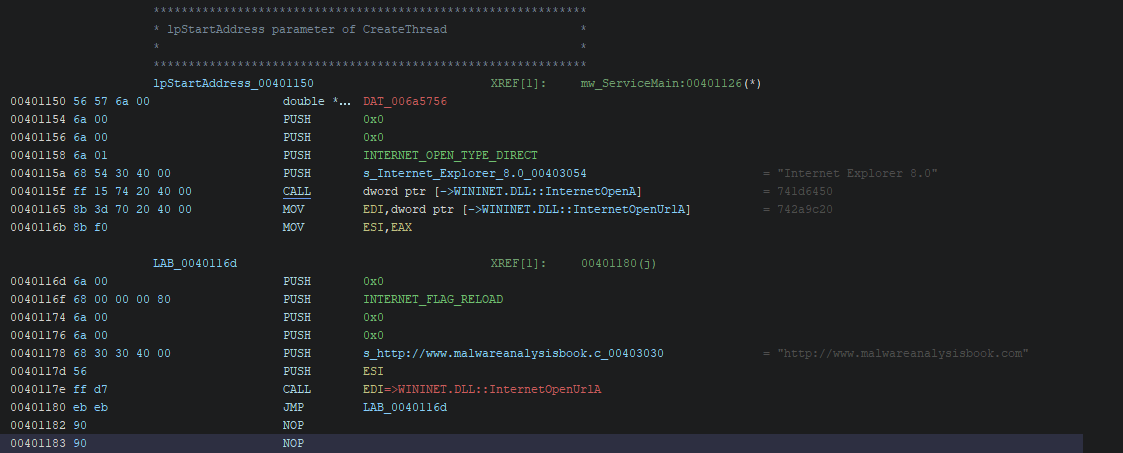 ****************************************************************
* lpStartAddress parameter of CreateThread *
* *
****************************************************************
lpStartAddress_00401150 XREF[1]: mw_ServiceMain:00401126(*)
00401150 56 57 6a 00 double *... DAT_006a5756
00401154 6a 00 PUSH 0x0
00401156 6a 00 PUSH 0x0
00401158 6a 01 PUSH INTERNET_OPEN_TYPE_DIRECT
0040115a 68 54 30 40 00 PUSH s_Internet_Explorer_8.0_00403054 = "Internet Explorer 8.0"
0040115f ff 15 74 20 40 00 CALL dword ptr [->WININET.DLL::InternetOpenA] = 741d6450
00401165 8b 3d 70 20 40 00 MOV EDI,dword ptr [->WININET.DLL::InternetOpenUrlA] = 742a9c20
0040116b 8b f0 MOV ESI,EAX
LAB_0040116d XREF[1]: 00401180(j)
0040116d 6a 00 PUSH 0x0
0040116f 68 00 00 00 80 PUSH INTERNET_FLAG_RELOAD
00401174 6a 00 PUSH 0x0
00401176 6a 00 PUSH 0x0
00401178 68 30 30 40 00 PUSH s_http://www.malwareanalysisbook.c_00403030 = "http://www.malwareanalysisbook.com"
0040117d 56 PUSH ESI
0040117e ff d7 CALL EDI=>WININET.DLL::InternetOpenUrlA
00401180 eb eb JMP LAB_0040116d
00401182 90 NOP
00401183 90 NOP